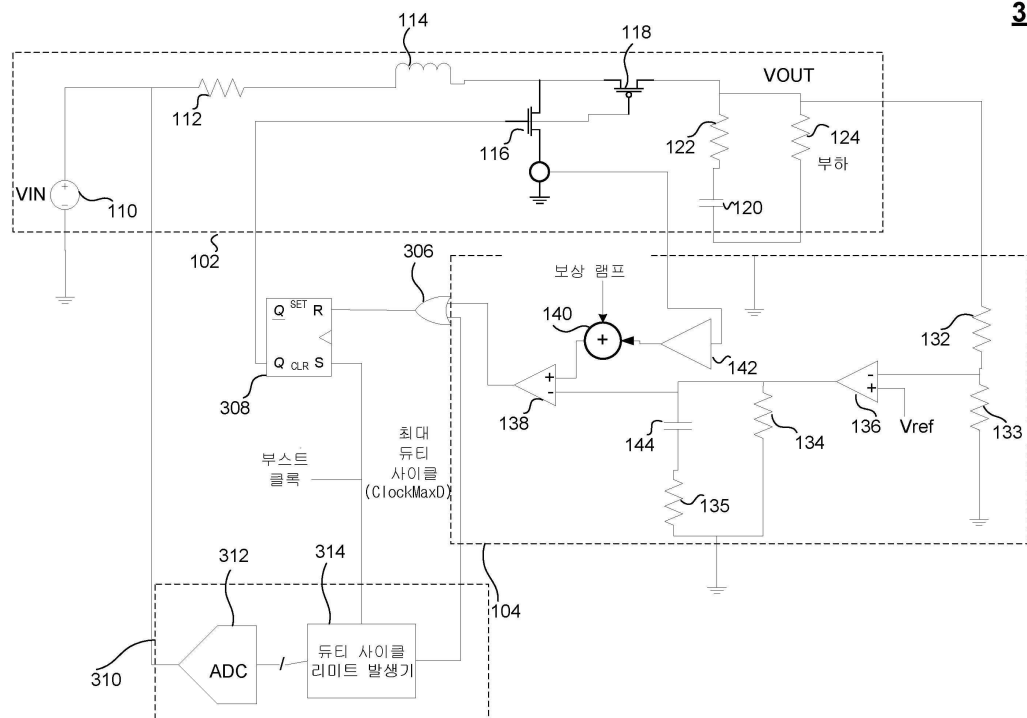 3
114
118
VOUT
112
116
122
124
부하
VIN
+
-
110
120
102
306
보상 램프
140
+
132
Q SET R
Q CLR S
308
+
-
138
142
-
+
136
Vref
133
144
134
최대
듀티
사이클
(ClockMaxD)
부스트
클록
135
312
314
104
310
ADC
/
듀티 사이클
리미트 발생기